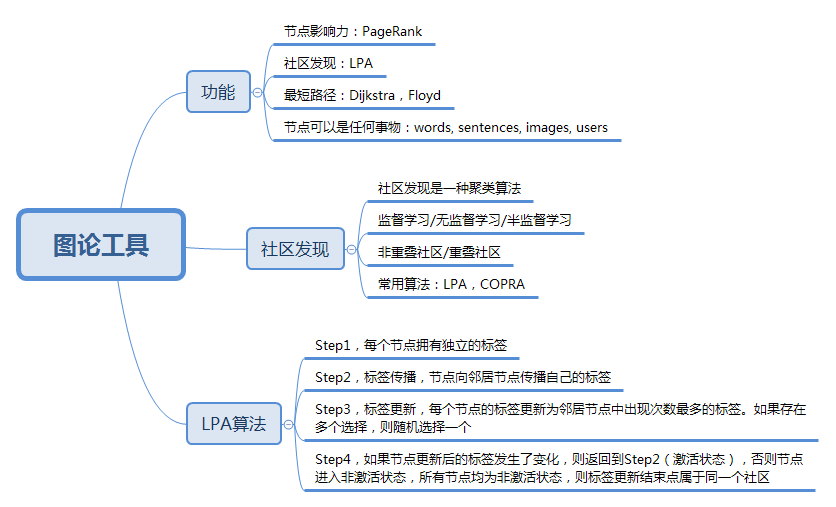 节点影响力：PageRank
社区发现：LPA
功能
最短路径：Dijkstra，Floyd
节点可以是任何事物：words, sentences, images, users
社区发现是一种聚类算法
监督学习/无监督学习/半监督学习
图论工具
社区发现
非重叠社区/重叠社区
常用算法：LPA，COPRA
Step1，每个节点拥有独立的标签
Step2，标签传播，节点向邻居节点传播自己的标签
LPA算法
Step3，标签更新，每个节点的标签更新为邻居节点中出现次数最多的标签。如果存在
多个选择，则随机选择一个
Step4，如果节点更新后的标签发生了变化，则返回到Step2（激活状态），否则节点
进入非激活状态，所有节点均为非激活状态，则标签更新结束点属于同一个社区